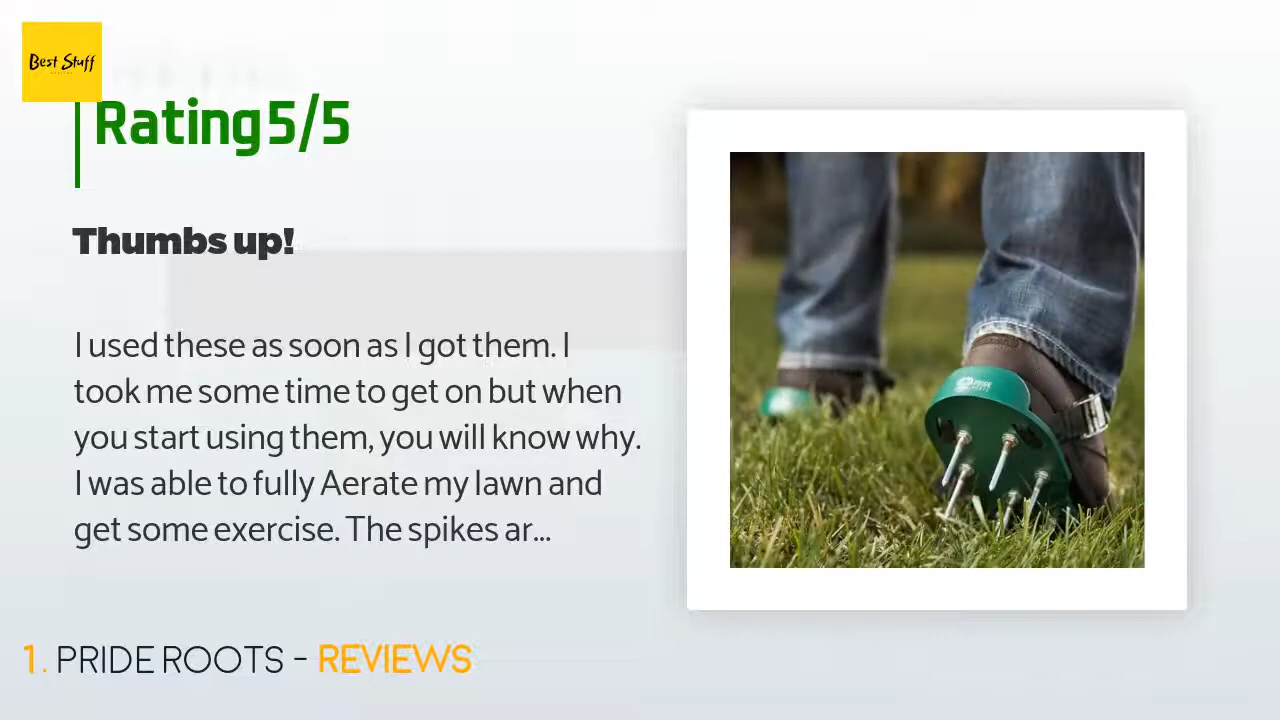 Best Stuff
Rating 5/5
Thumbs up!
I used these as soon as I got them. I
took me some time to get on but when
you start using them, you will know why.
I was able to fully Aerate my lawn and
get some exercise. The spikes ar...
PRIDE
1. PRIDE ROOTS - REVIEWS